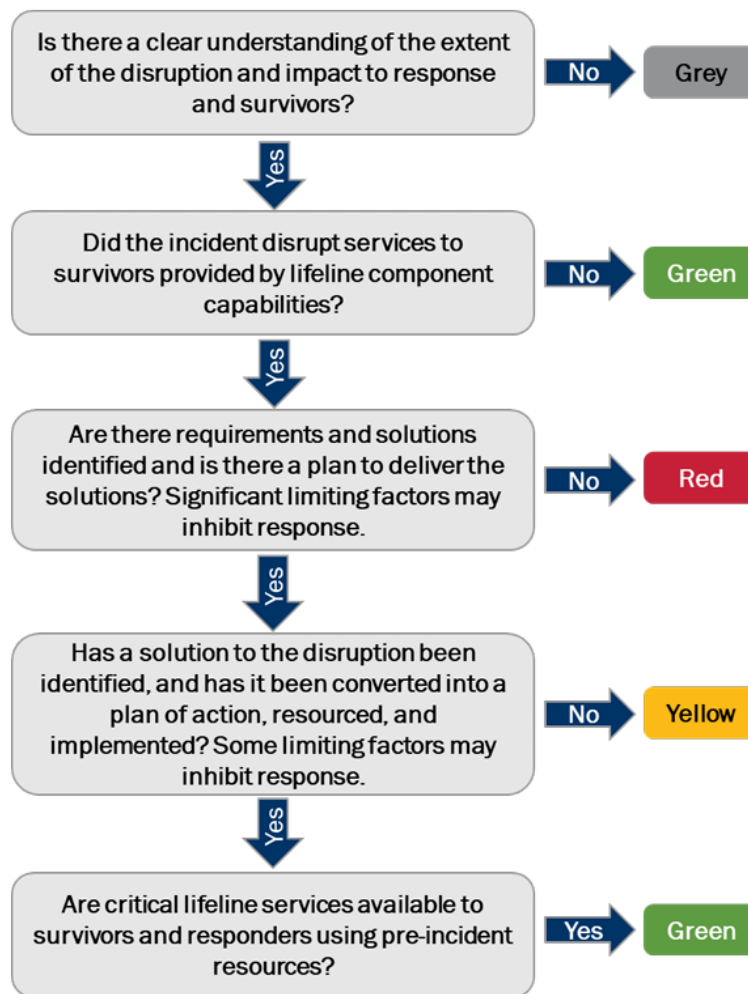 Is there a clear understanding of the extent
of the disruption and impact to response
and survivors?
No
Grey
Yes
Did the incident disrupt services to
survivors provided by lifeline component
capabilities?
No
Green
Yes
Are there requirements and solutions
identified and is there a plan to deliver the
solutions? Significant limiting factors may
inhibit response.
No
Red
Yes
Has a solution to the disruption been
identified, and has it been converted into a
plan of action, resourced, and
implemented? Some limiting factors may
inhibit response.
No
Yellow
Yes
Are critical lifeline services available to
survivors and responders using pre-incident
resources?
Yes
Green